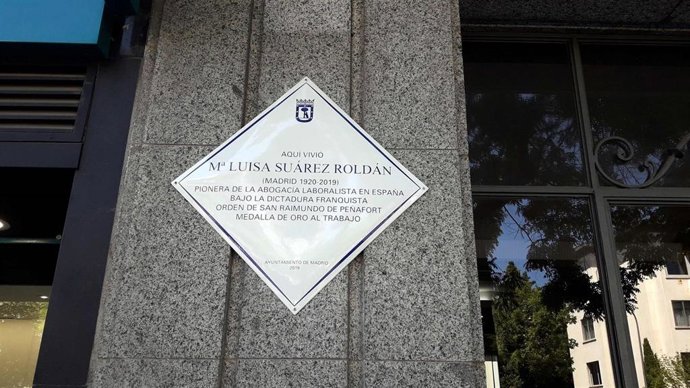 AQUI VIVIÓ
Mª LUISA SUÁREZ ROLDÁN
(MADRID 1920-2019)
PIONERA DE LA ABOGACÍA LABORALISTA EN ESPAÑA
BAJO LA DICTADURA FRANQUISTA
ORDEN DE SAN RAIMUNDO DE PEÑAFORT
MEDALLA DE ORO AL TRABAJO
AYUNTAMIENTO DE MADRID
2019